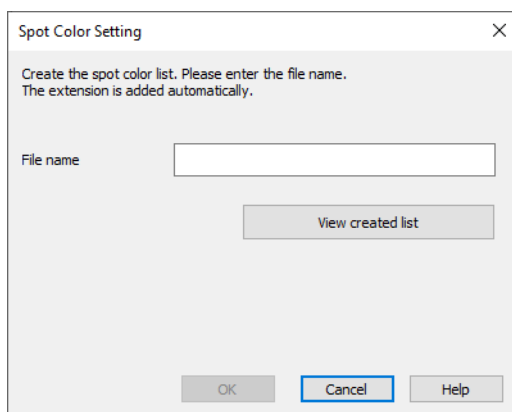 Spot Color Setting
Create the spot color list. Please enter the file name.
The extension is added automatically.
File name
View created list
OK Cancel Help